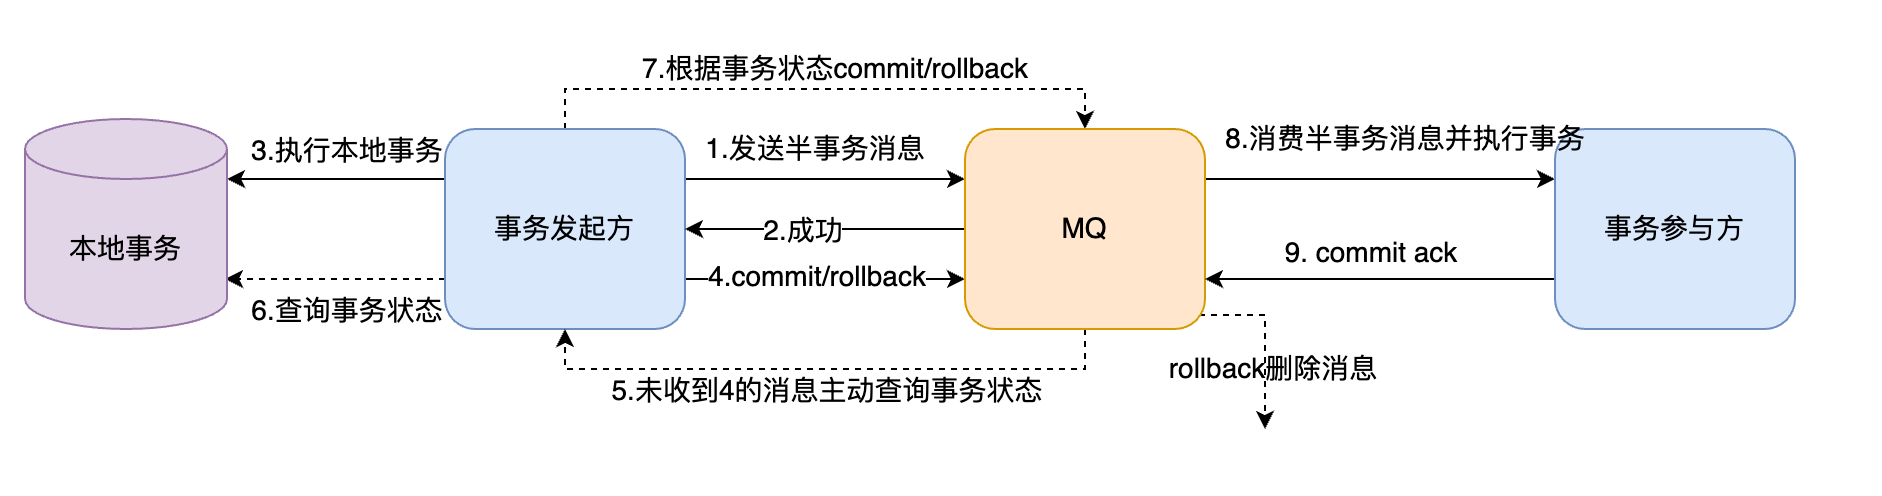 7.根据事务状态commit/rollback
3.执行本地事务
1.发送半事务消息
8.消费半事务消息并执行事务
本地事务
事务发起方
2.成功
MQ
事务参与方
4.commit/rollback
9. commit ack
6.查询事务状态
5.未收到4的消息主动查询事务状态
rollback删除消息